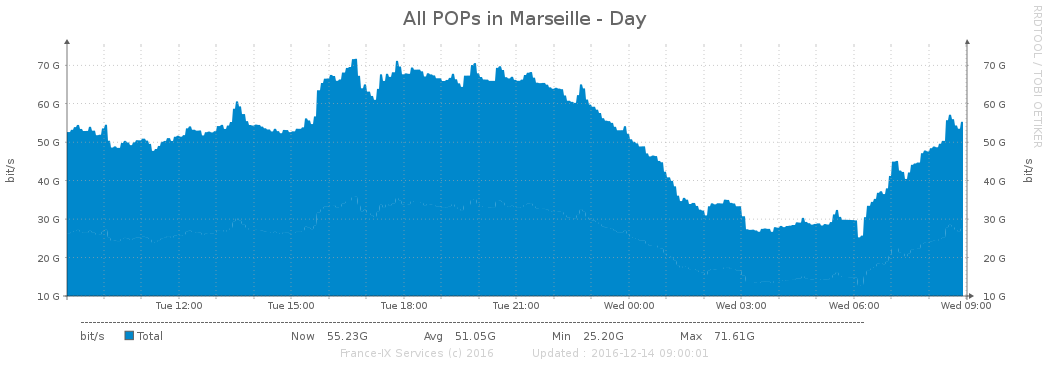 All POPs in Marseille - Day
RRDTOOL / TOBI OETIKER
bit/s
70 G 70 G
60 G 60 G
50 G 50 G
40 G 40 G
30 G 30 G
20 G 20 G
10 G 10 G
bit/s
Tue 12:00 Tue 15:00 Tue 18:00 Tue 21:00 Wed 00:00 Wed 03:00 Wed 06:00 Wed 09:00
bit/s Total Now 55.23G Avg 51.05G Min 25.20G Max 71.61G
France-IX Services (c) 2016 Updated : 2016-12-14 09:00:01